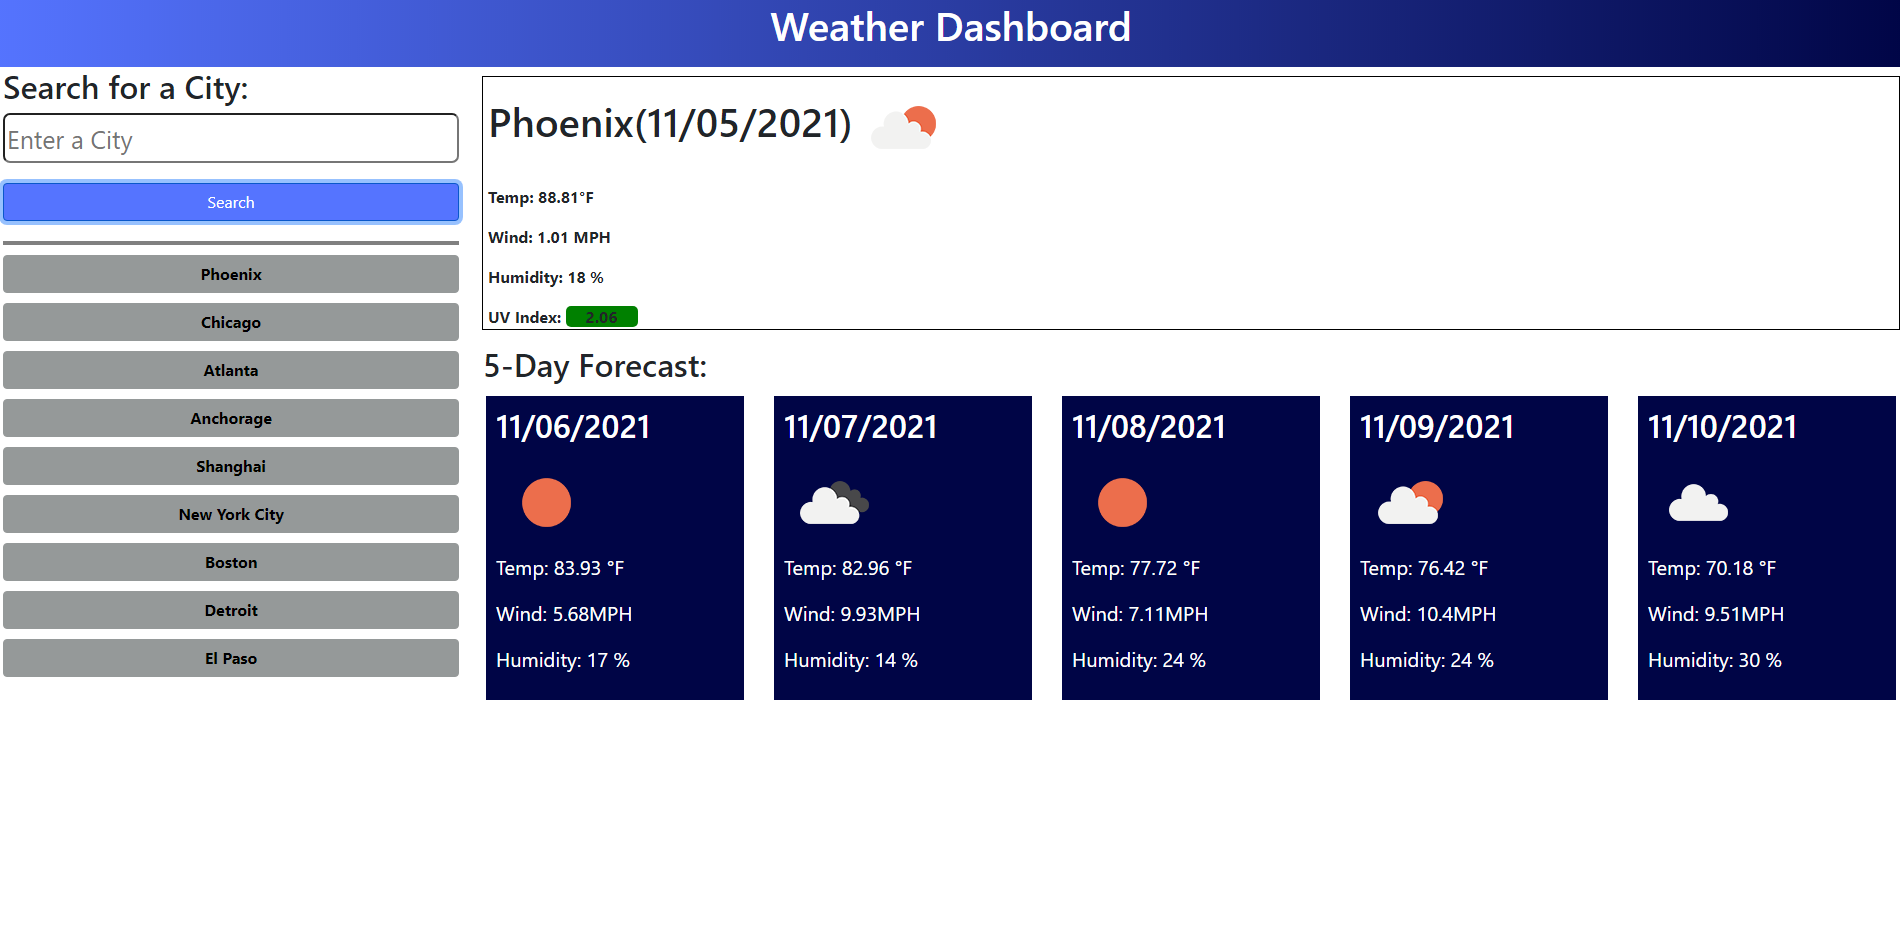 Weather Dashboard
Search for a City:
Enter a City
Search
Phoenix
Chicago
Atlanta
Anchorage
Shanghai
New York City
Boston
Detroit
El Paso
Phoenix(11/05/2021)
Temp: 88.81°F
Wind: 1.01 MPH
Humidity: 18 %
UV Index: 2.06
5-Day Forecast:
11/06/2021
Temp: 83.93 °F
Wind: 5.68MPH
Humidity: 17 %
11/07/2021
Temp: 82.96 °F
Wind: 9.93MPH
Humidity: 14 %
11/08/2021
Temp: 77.72 °F
Wind: 7.11MPH
Humidity: 24 %
11/09/2021
Temp: 76.42 °F
Wind: 10.4MPH
Humidity: 24 %
11/10/2021
Temp: 70.18 °F
Wind: 9.51MPH
Humidity: 30 %